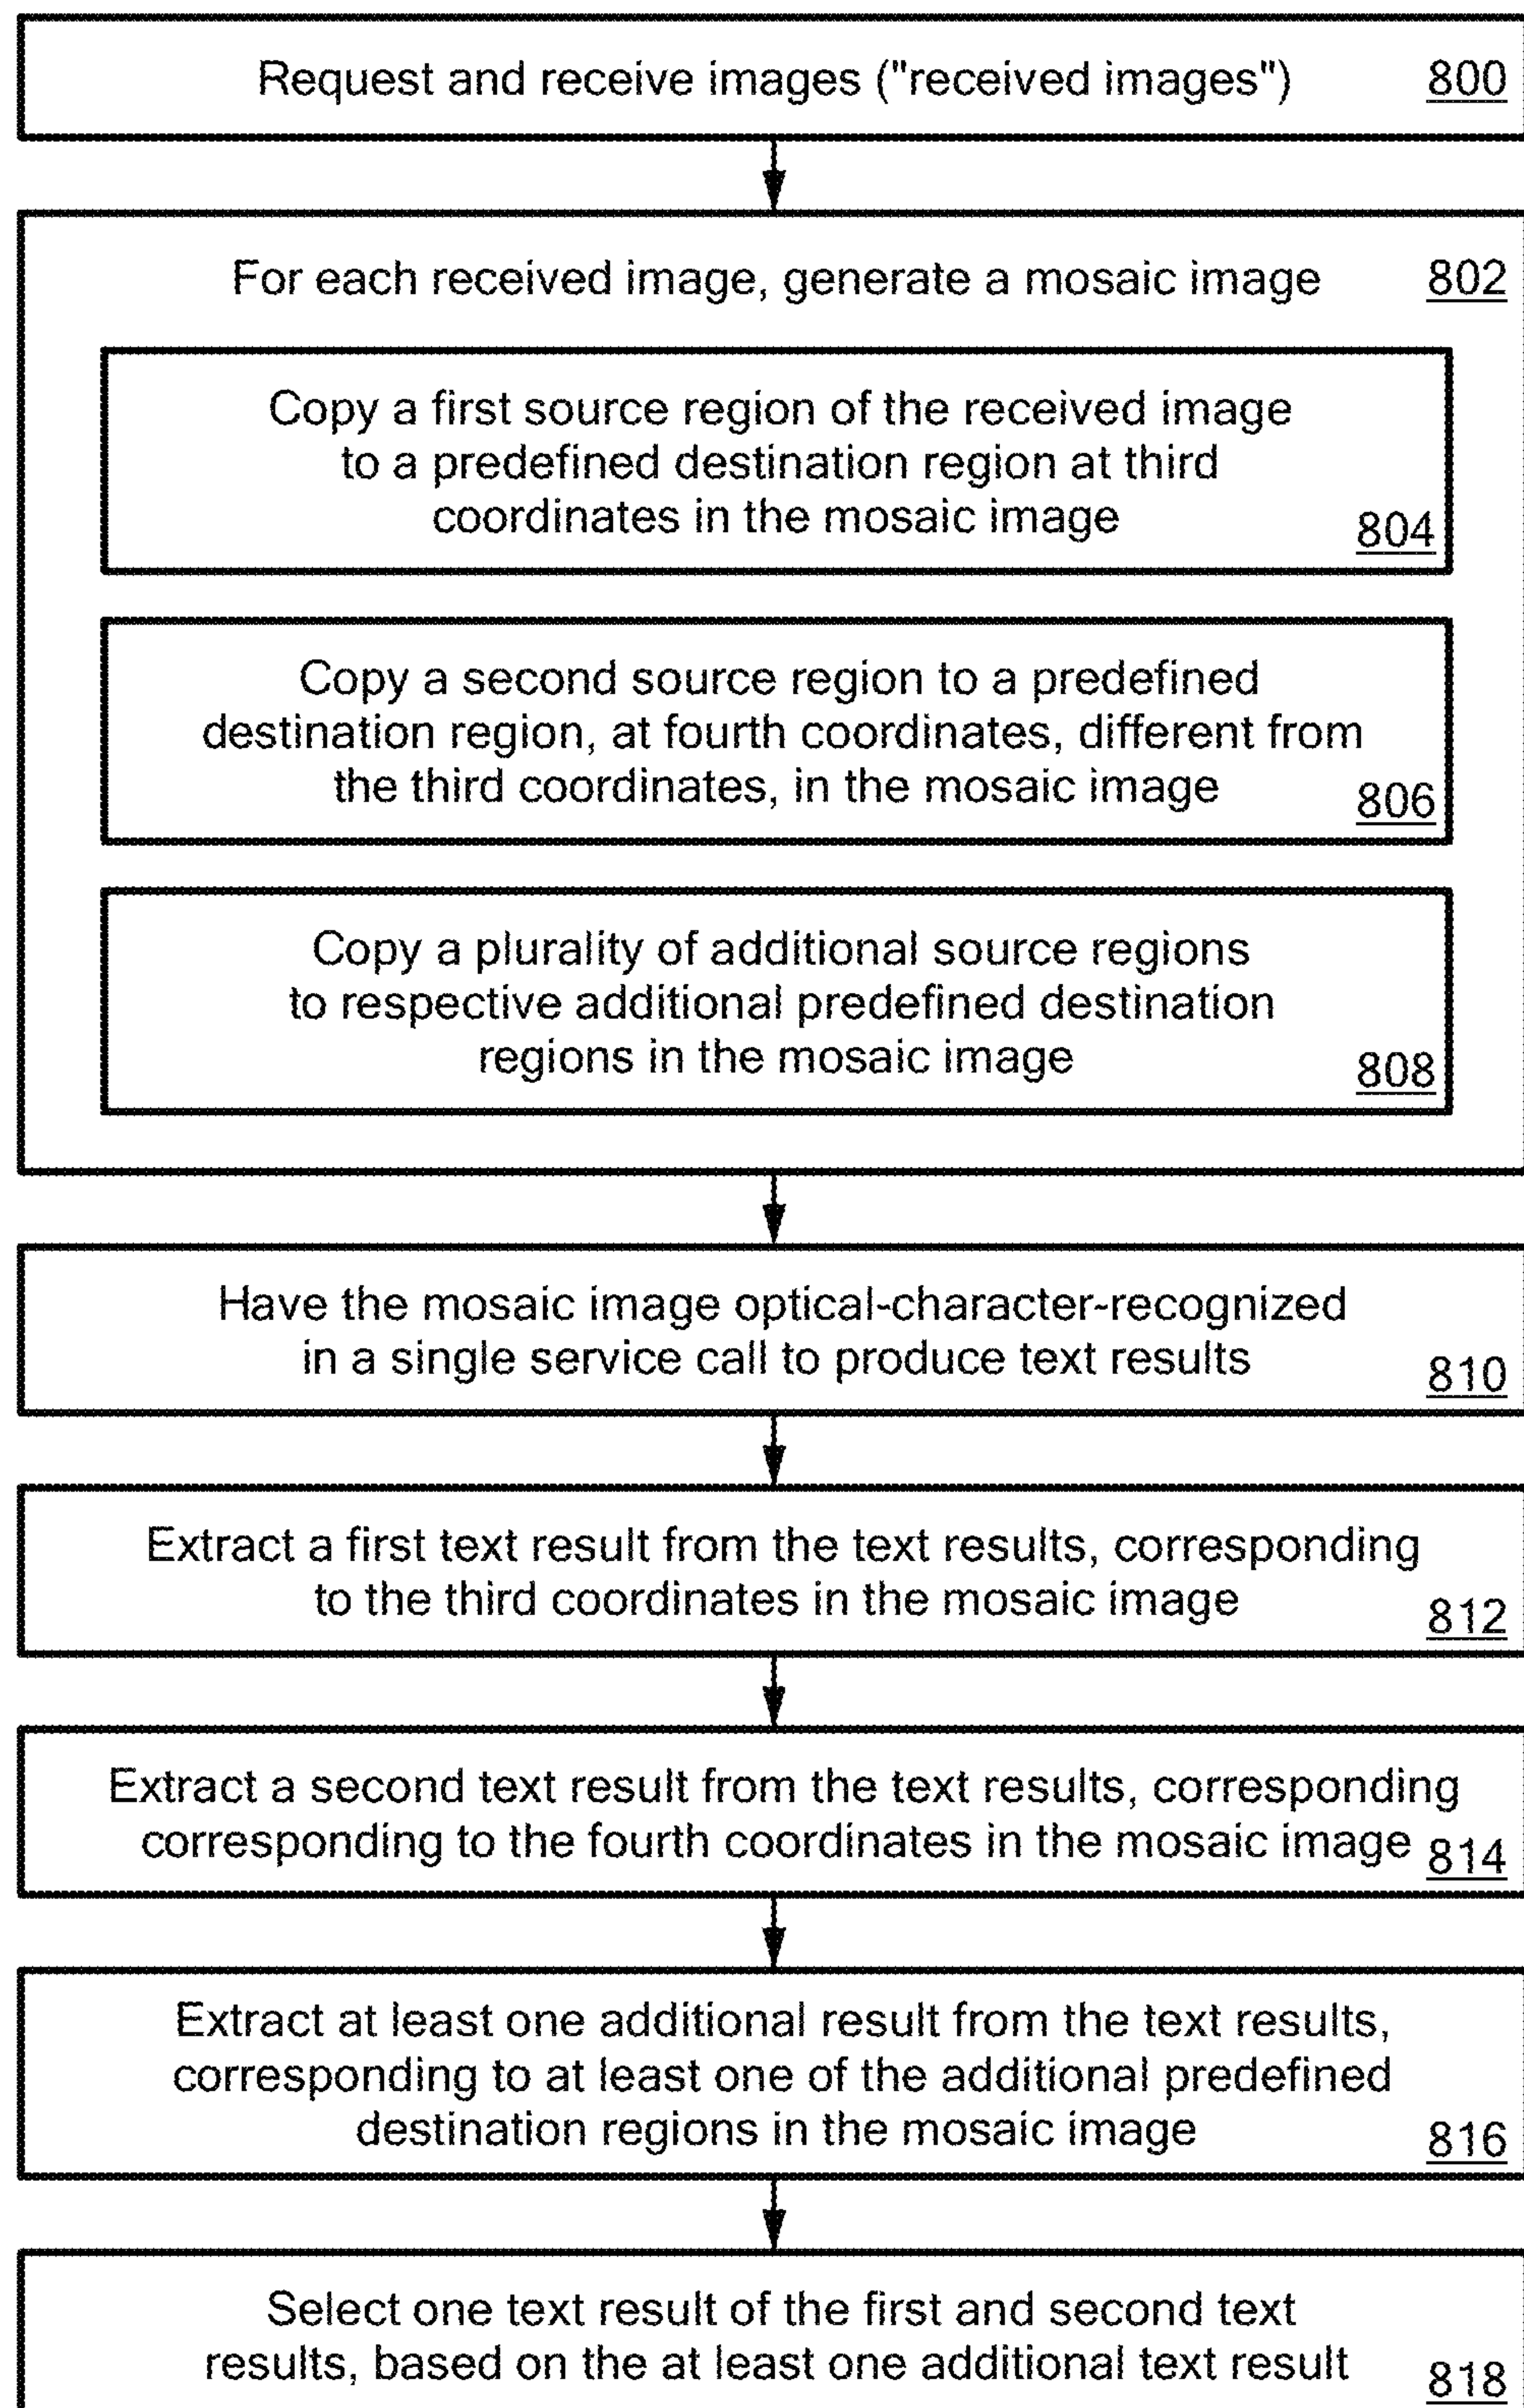 Request and receive images ("received images") 800
For each received image, generate a mosaic image 802
Copy a first source region of the received image
to a predefined destination region at third
coordinates in the mosaic image 804
Copy a second source region to a predefined
destination region, at fourth coordinates, different from
the third coordinates, in the mosaic image 806
Copy a plurality of additional source regions
to respective additional predefined destination
regions in the mosaic image 808
Have the mosaic image optical-character-recognized
in a single service call to produce text results 810
Extract a first text result from the text results, corresponding
to the third coordinates in the mosaic image 812
Extract a second text result from the text results, corresponding
corresponding to the fourth coordinates in the mosaic image 814
Extract at least one additional result from the text results,
corresponding to at least one of the additional predefined
destination regions in the mosaic image 816
Select one text result of the first and second text
results, based on the at least one additional text result 818